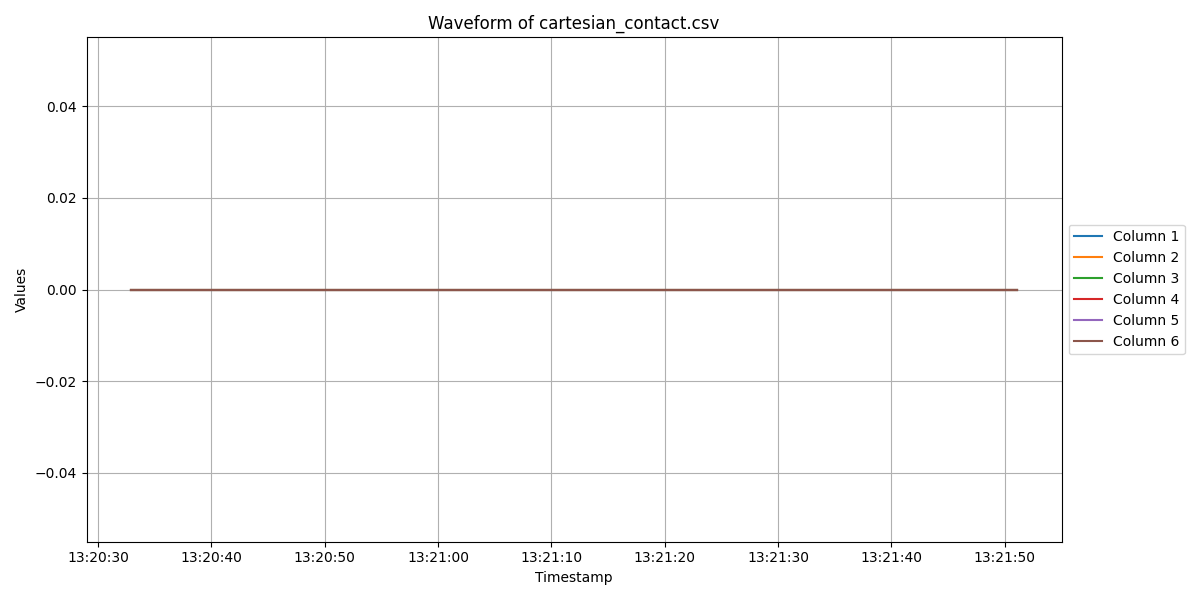 Waveform of cartesian_contact.csv
Values
0.04
0.02
0.00
−0.02
−0.04
13:20:30 13:20:40 13:20:50 13:21:00 13:21:10 13:21:20 13:21:30 13:21:40 13:21:50
Timestamp
Column 1
Column 2
Column 3
Column 4
Column 5
Column 6